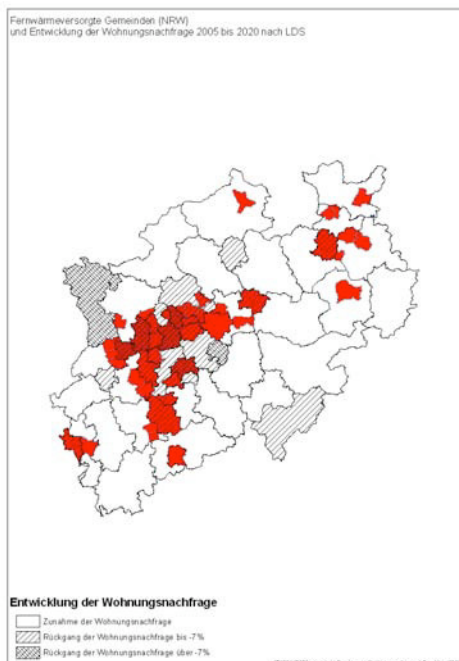 Fernwärmeversorgte Gemeinden (NRW)
und Entwicklung der Wohnungsnachfrage 2005 bis 2020 nach LDS
Entwicklung der Wohnungsnachfrage
Zunahme der Wohnungsnachfrage
Rückgang der Wohnungsnachfrage bis -7%
Rückgang der Wohnungsnachfrage über -7%